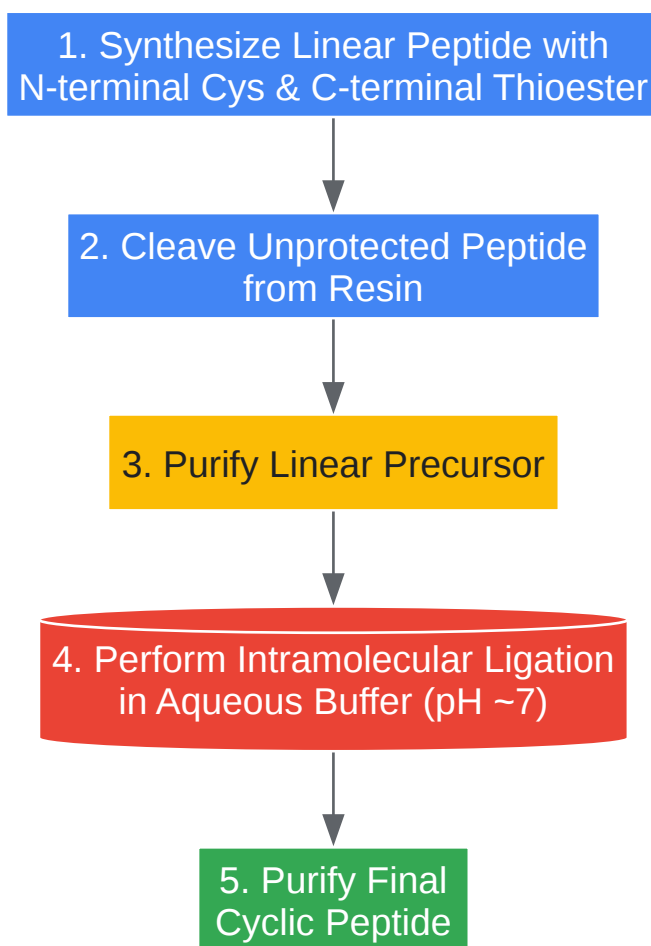 1. Synthesize Linear Peptide with
N-terminal Cys & C-terminal Thioester
2. Cleave Unprotected Peptide
from Resin
3. Purify Linear Precursor
4. Perform Intramolecular Ligation
in Aqueous Buffer (pH ~7)
5. Purify Final
Cyclic Peptide